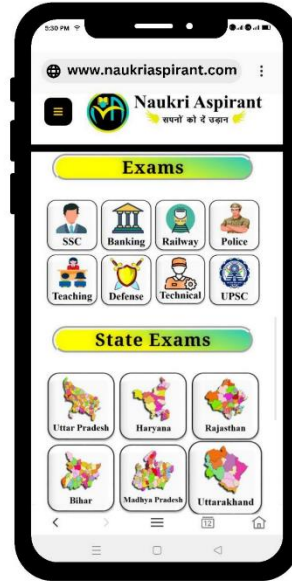 5:30 PM
www.naukriaspirant.com
Naukri Aspirant
सपनों को दें उड़ान
Exams
SSC Banking Railway Police
Teaching Defense Technical UPSC
State Exams
Uttar Pradesh Haryana Rajasthan
Bihar Madhya Pradesh Uttarakhand
12